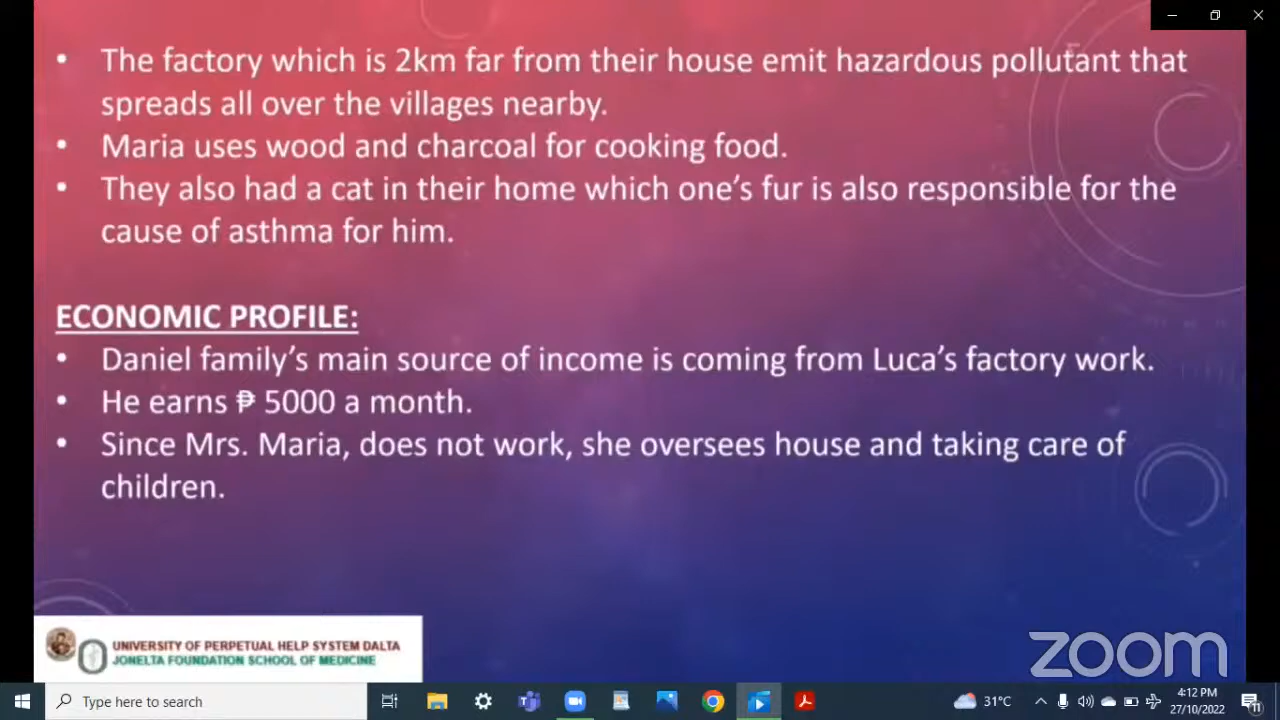 • The factory which is 2km far from their house emit hazardous pollutant that
spreads all over the villages nearby.
• Maria uses wood and charcoal for cooking food.
• They also had a cat in their home which one's fur is also responsible for the
cause of asthma for him.
ECONOMIC PROFILE:
• Daniel family's main source of income is coming from Luca's factory work.
• He earns ₱ 5000 a month.
• Since Mrs. Maria, does not work, she oversees house and taking care of
children.
UNIVERSITY OF PERPETUAL HELP SYSTEM DALTA
JONELTA FOUNDATION SCHOOL OF MEDICINE
zoom
Type here to search
31°C
4:12 PM
27/10/2022
11